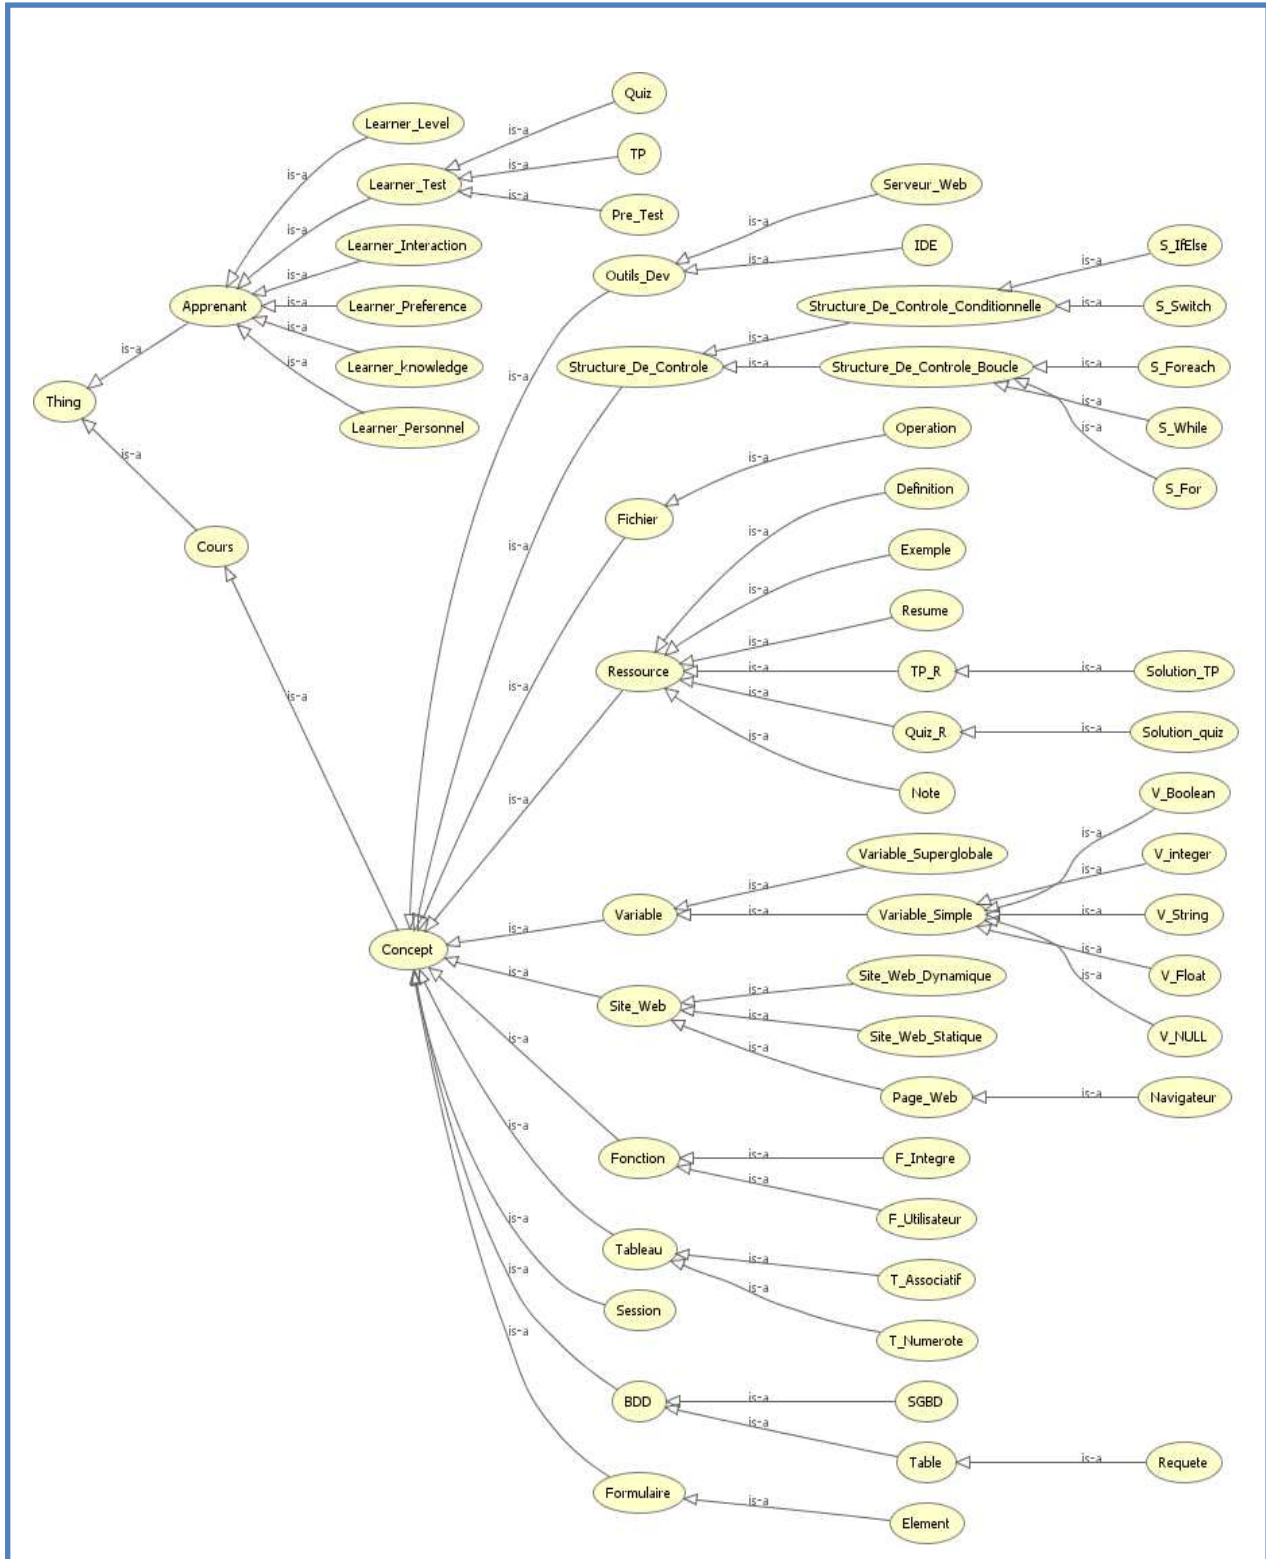 Quiz
Learner_Level
is-a
TP
is-a
is-a
Learner_Test
Serveur_Web
is-a
Pre_Test
is-a
is-a
Learner_Interaction
IDE
S_IfElse
is-a
is-a
is-a
Outils_Dev
Apprenant
is-a
Learner_Preference
Structure_De_Controle_Conditionnelle
is-a
S_Switch
is-a
is-a
is-a
is-a
Learner_knowledge
is-a
Structure_De_Controle
is-a
Structure_De_Controle_Boucle
is-a
S_Foreach
Thing
is-a
is-a
Learner_Personnel
Operation
is-a
S_While
is-a
is-a
Definition
S_For
Fichier
Cours
is-a
Exemple
is-a
is-a
Resume
is-a
Ressource
is-a
TP_R
is-a
Solution_TP
is-a
is-a
is-a
Quiz_R
is-a
Solution_quiz
is-a
Note
V_Boolean
is-a
is-a
Variable_Superglobale
V_integer
is-a
is-a
Variable
is-a
Variable_Simple
is-a
V_String
is-a
Concept
is-a
is-a
Site_Web_Dynamique
is-a
V_Float
is-a
Site_Web
is-a
Site_Web_Statique
V_NULL
is-a
is-a
Page_Web
is-a
Navigateur
is-a
Fonction
is-a
F_Integre
is-a
is-a
F_Utilisateur
Tableau
is-a
is-a
T_Associatif
is-a
Session
is-a
T_Numerote
BDD
is-a
SGBD
is-a
Table
is-a
Requete
Formulaire
is-a
Element